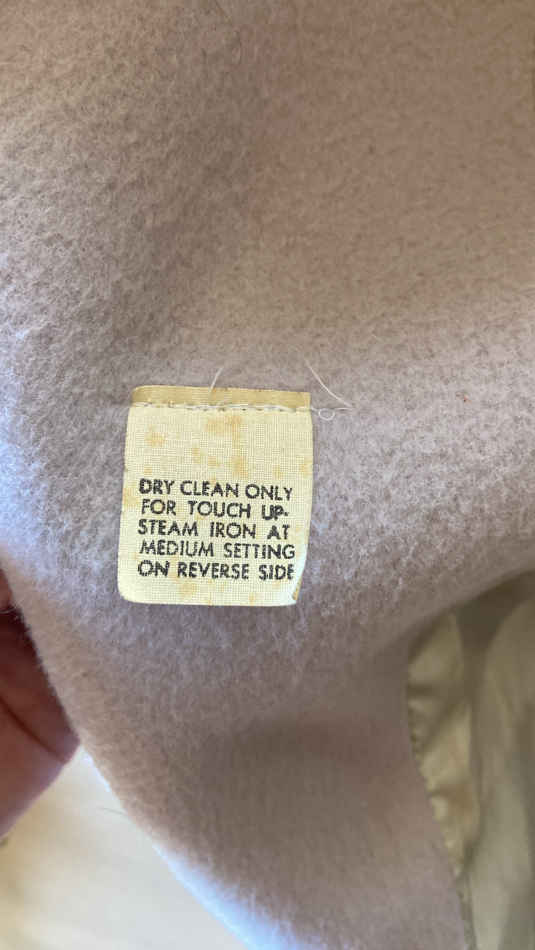 DRY CLEAN ONLY
FOR TOUCH UP-
STEAM IRON AT
MEDIUM SETTING
ON REVERSE SIDE